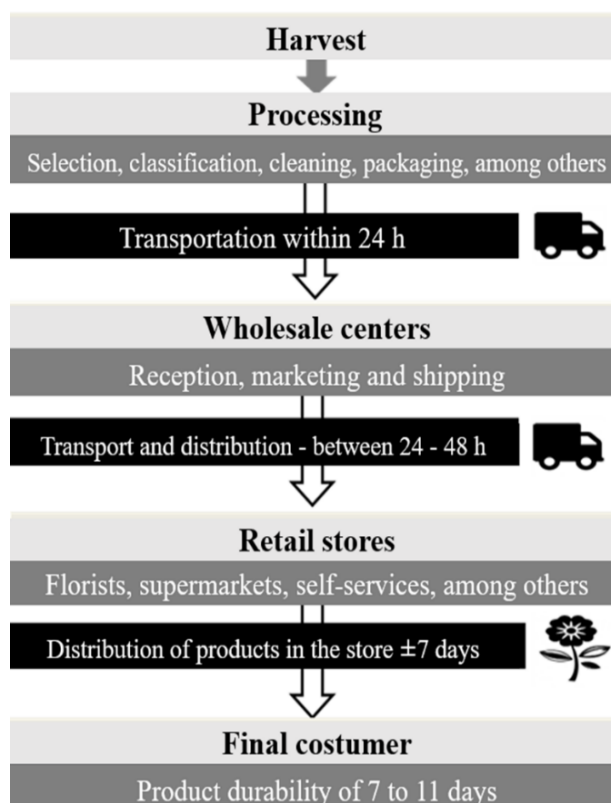 Harvest
Processing
Selection, classification, cleaning, packaging, among others
Transportation within 24 h
Wholesale centers
Reception, marketing and shipping
Transport and distribution - between 24 - 48 h
Retail stores
Florists, supermarkets, self-services, among others
Distribution of products in the store ±7 days
Final costumer
Product durability of 7 to 11 days